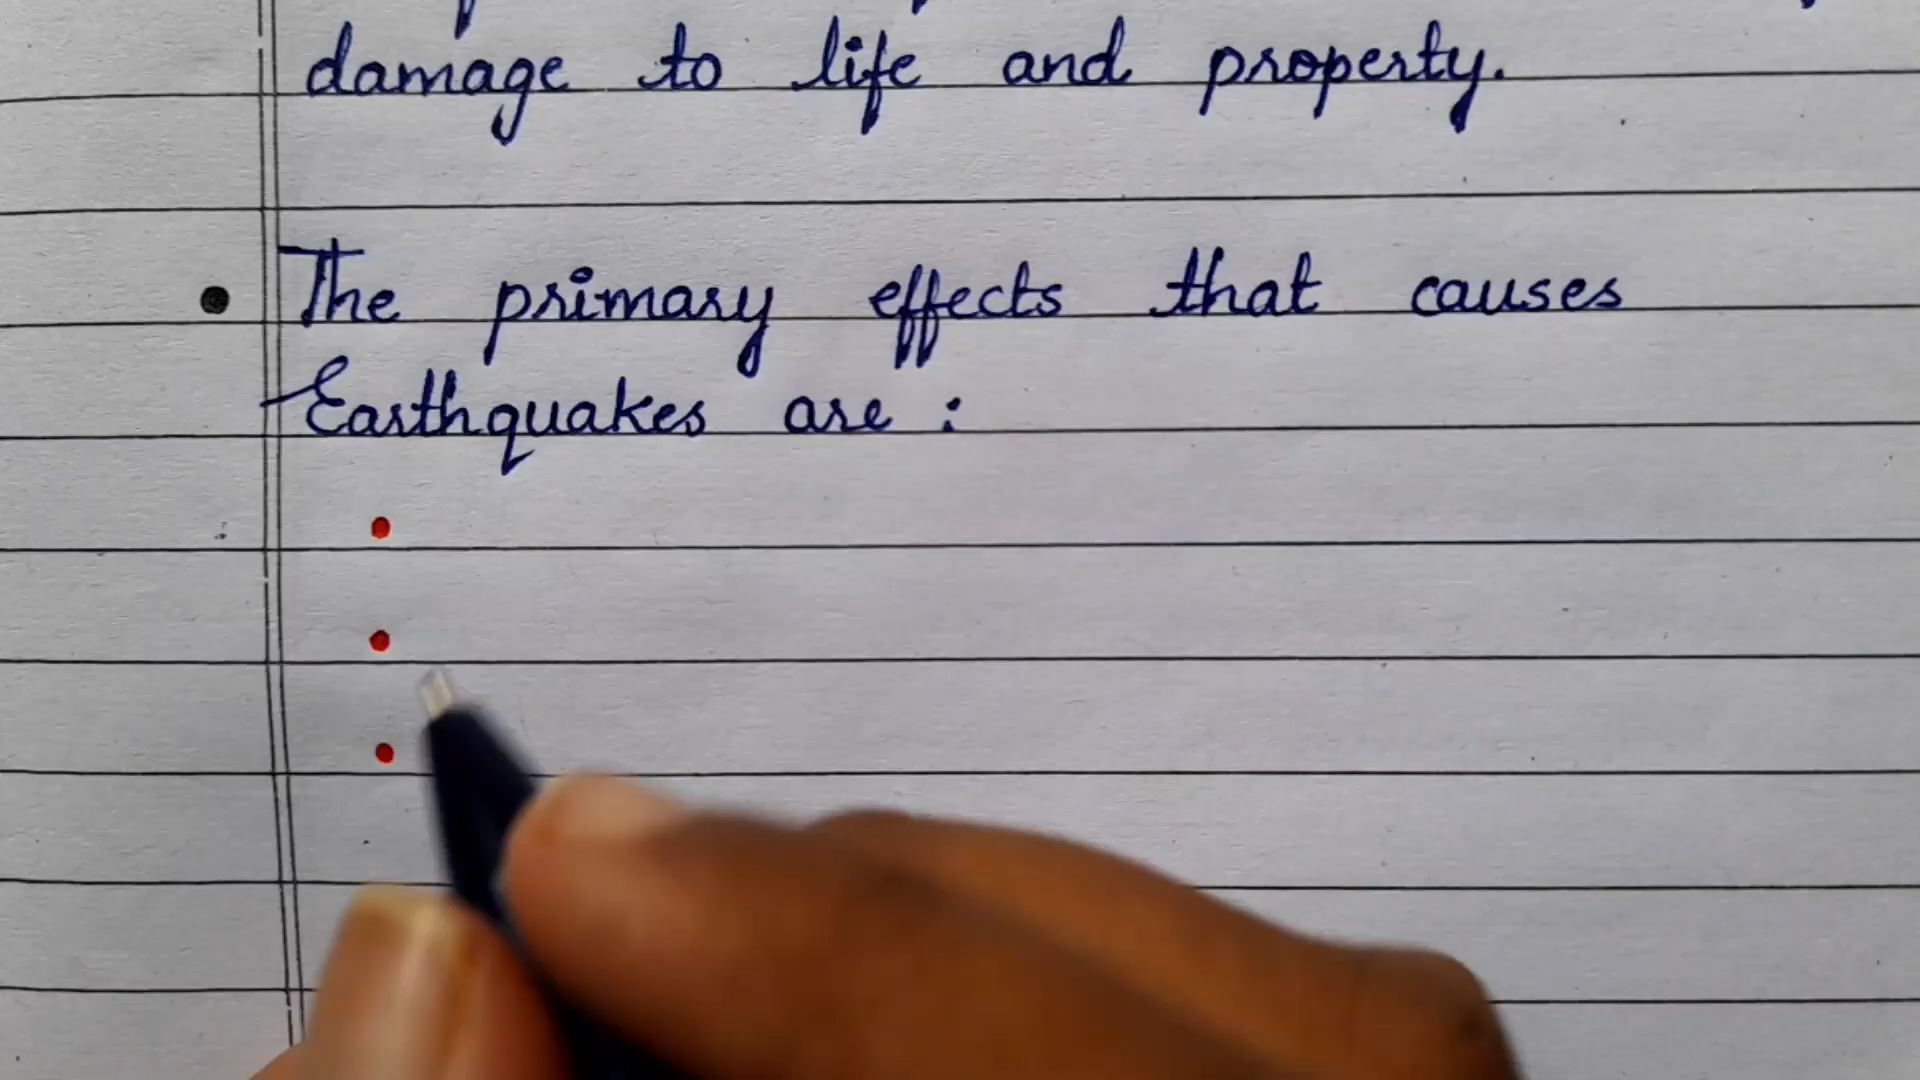 damage to life and property.
• The primary effects that causes
Earthquakes are :
•
•
•